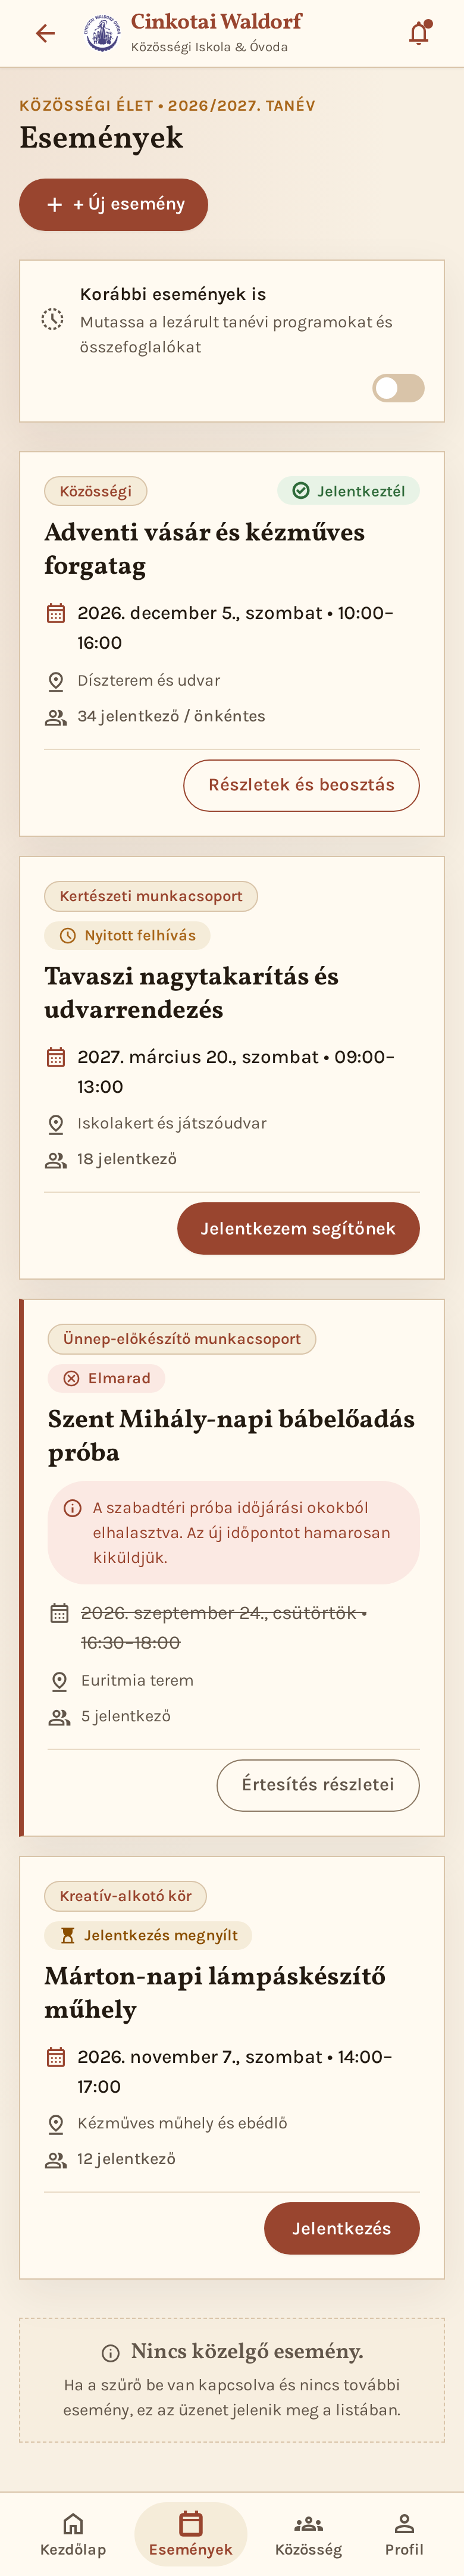 Cinkotai Waldorf
Közösségi Iskola & Óvoda
KÖZÖSSÉGI ÉLET • 2026/2027. TANÉV
Események
+ Új esemény
Korábbi események is
Mutassa a lezárult tanévi programokat és
összefoglalókat
Közösségi
Jelentkeztél
Adventi vásár és kézműves
forgatag
2026. december 5., szombat • 10:00–
16:00
Díszterem és udvar
34 jelentkező / önkéntes
Részletek és beosztás
Kertészeti munkacsoport
Nyitott felhívás
Tavaszi nagytakarítás és
udvarrendezés
2027. március 20., szombat • 09:00–
13:00
Iskolakert és játszóudvar
18 jelentkező
Jelentkezem segítőnek
Ünnep-előkészítő munkacsoport
Elmarad
Szent Mihály-napi bábelőadás
próba
A szabadtéri próba időjárási okokból
elhalasztva. Az új időpontot hamarosan
kiküldjük.
2026. szeptember 24., csütörtök •
16:30–18:00
Euritmia terem
5 jelentkező
Értesítés részletei
Kreatív-alkotó kör
Jelentkezés megnyílt
Márton-napi lámpáskészítő
műhely
2026. november 7., szombat • 14:00–
17:00
Kézműves műhely és ebédlő
12 jelentkező
Jelentkezés
Nincs közelgő esemény.
Ha a szűrő be van kapcsolva és nincs további
esemény, ez az üzenet jelenik meg a listában.
Kezdőlap
Események
Közösség
Profil